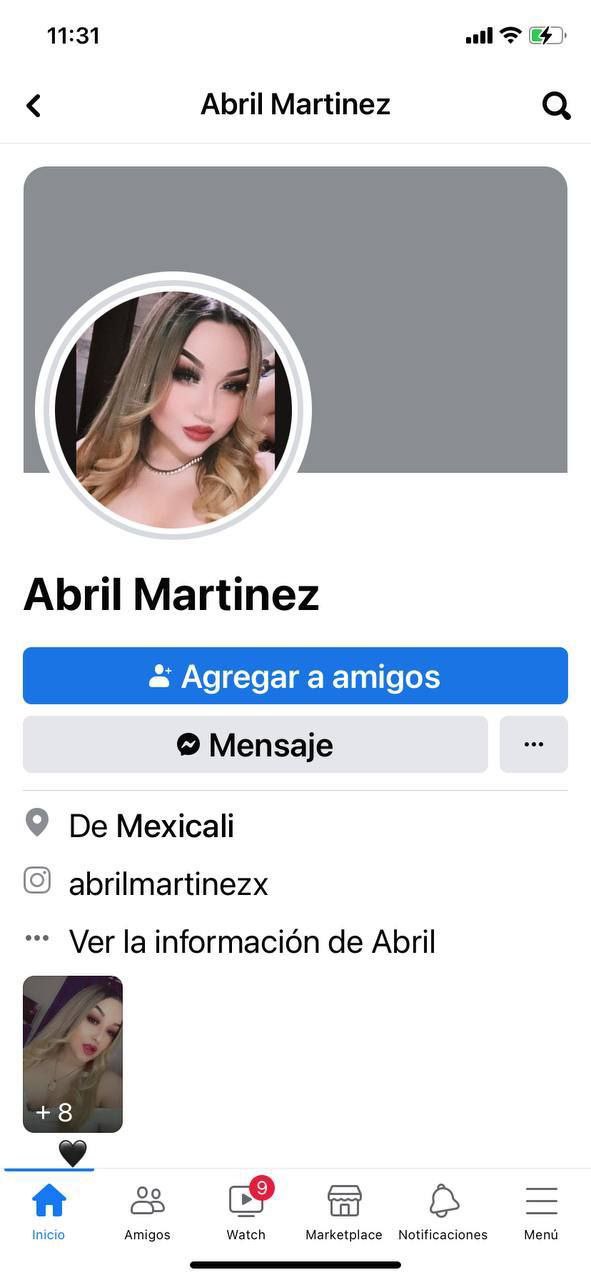 11:31
Abril Martinez
Abril Martinez
Agregar a amigos
Mensaje
De Mexicali
abrilmartinezx
Ver la información de Abril
+ 8
9
Inicio
Amigos
Watch
Marketplace
Notificaciones
Menú